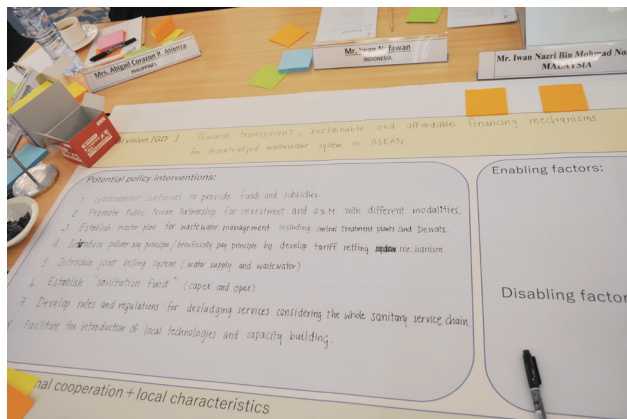 Mrs. Abigail Corazon R. Atienta
PHILIPPINES
Mr. Iwan N
INDONESIA
Mr. Iwan Nazri Bin Mohmad No
MALAYSIA
Towards transparent, sustainable and affordable financing mechanisms
for decentralized wastewater system in ASEAN.
Potential policy interventions:
1. Government continues to provide funds and subsidies.
2. Promote Public Private Partnership for investment and O&M with different modalities.
3. Establish master plan for wastewater management including central treatment plants and Dewats.
4. Introduce polluter pay principle / beneficiary pay principle by develop tariff setting mechanism.
5. Introduce joint billing system (water supply and wastewater)
6. Establish "sanitation fund" (capex and opex)
7. Develop rules and regulations for desludging services considering the whole sanitary service chain.
8. Facilitate the introduction of local technologies and capacity building.
Enabling factors:
Disabling factor
nal cooperation + local characteristics